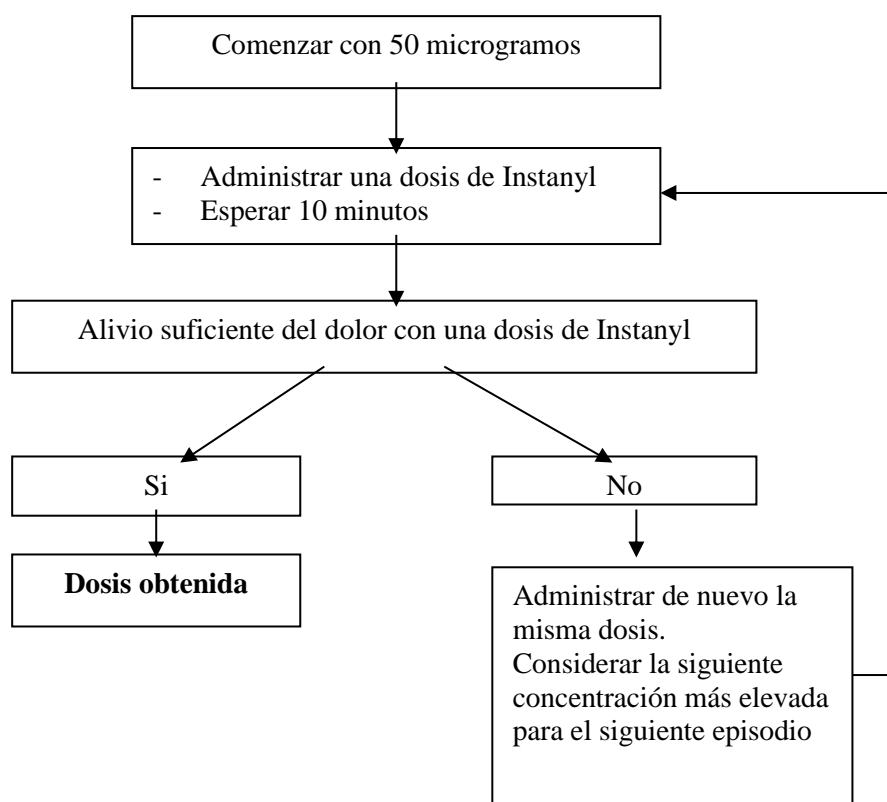 Comenzar con 50 microgramos
- Administrar una dosis de Instanyl
- Esperar 10 minutos
Alivio suficiente del dolor con una dosis de Instanyl
Si
No
Dosis obtenida
Administrar de nuevo la
misma dosis.
Considerar la siguiente
concentración más elevada
para el siguiente episodio